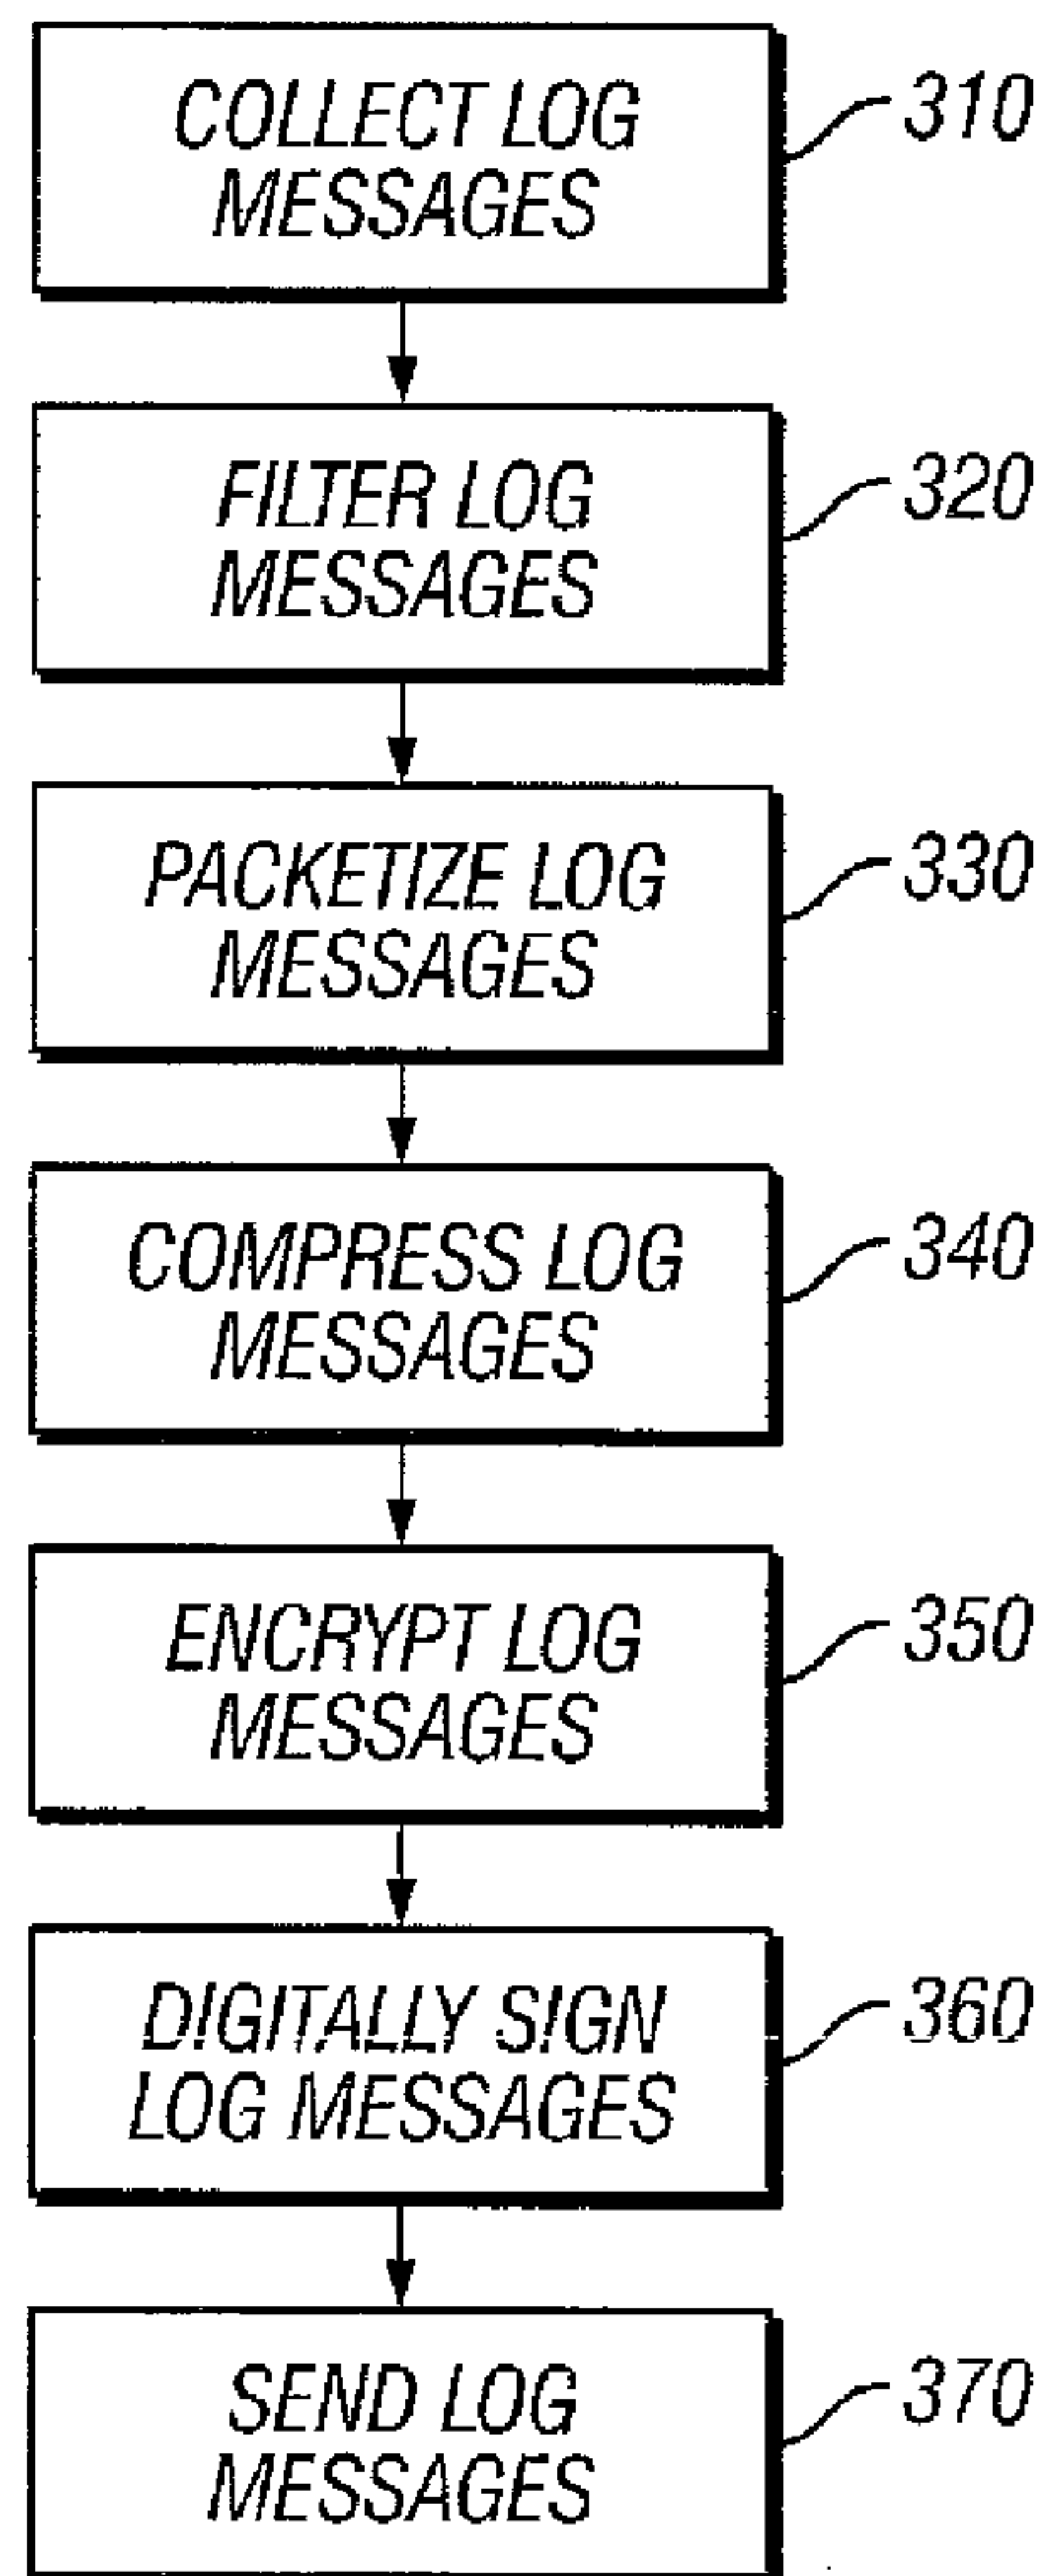 COLLECT LOG
MESSAGES
310
FILTER LOG
MESSAGES
320
PACKETIZE LOG
MESSAGES
330
COMPRESS LOG
MESSAGES
340
ENCRYPT LOG
MESSAGES
350
DIGITALLY SIGN
LOG MESSAGES
360
SEND LOG
MESSAGES
370